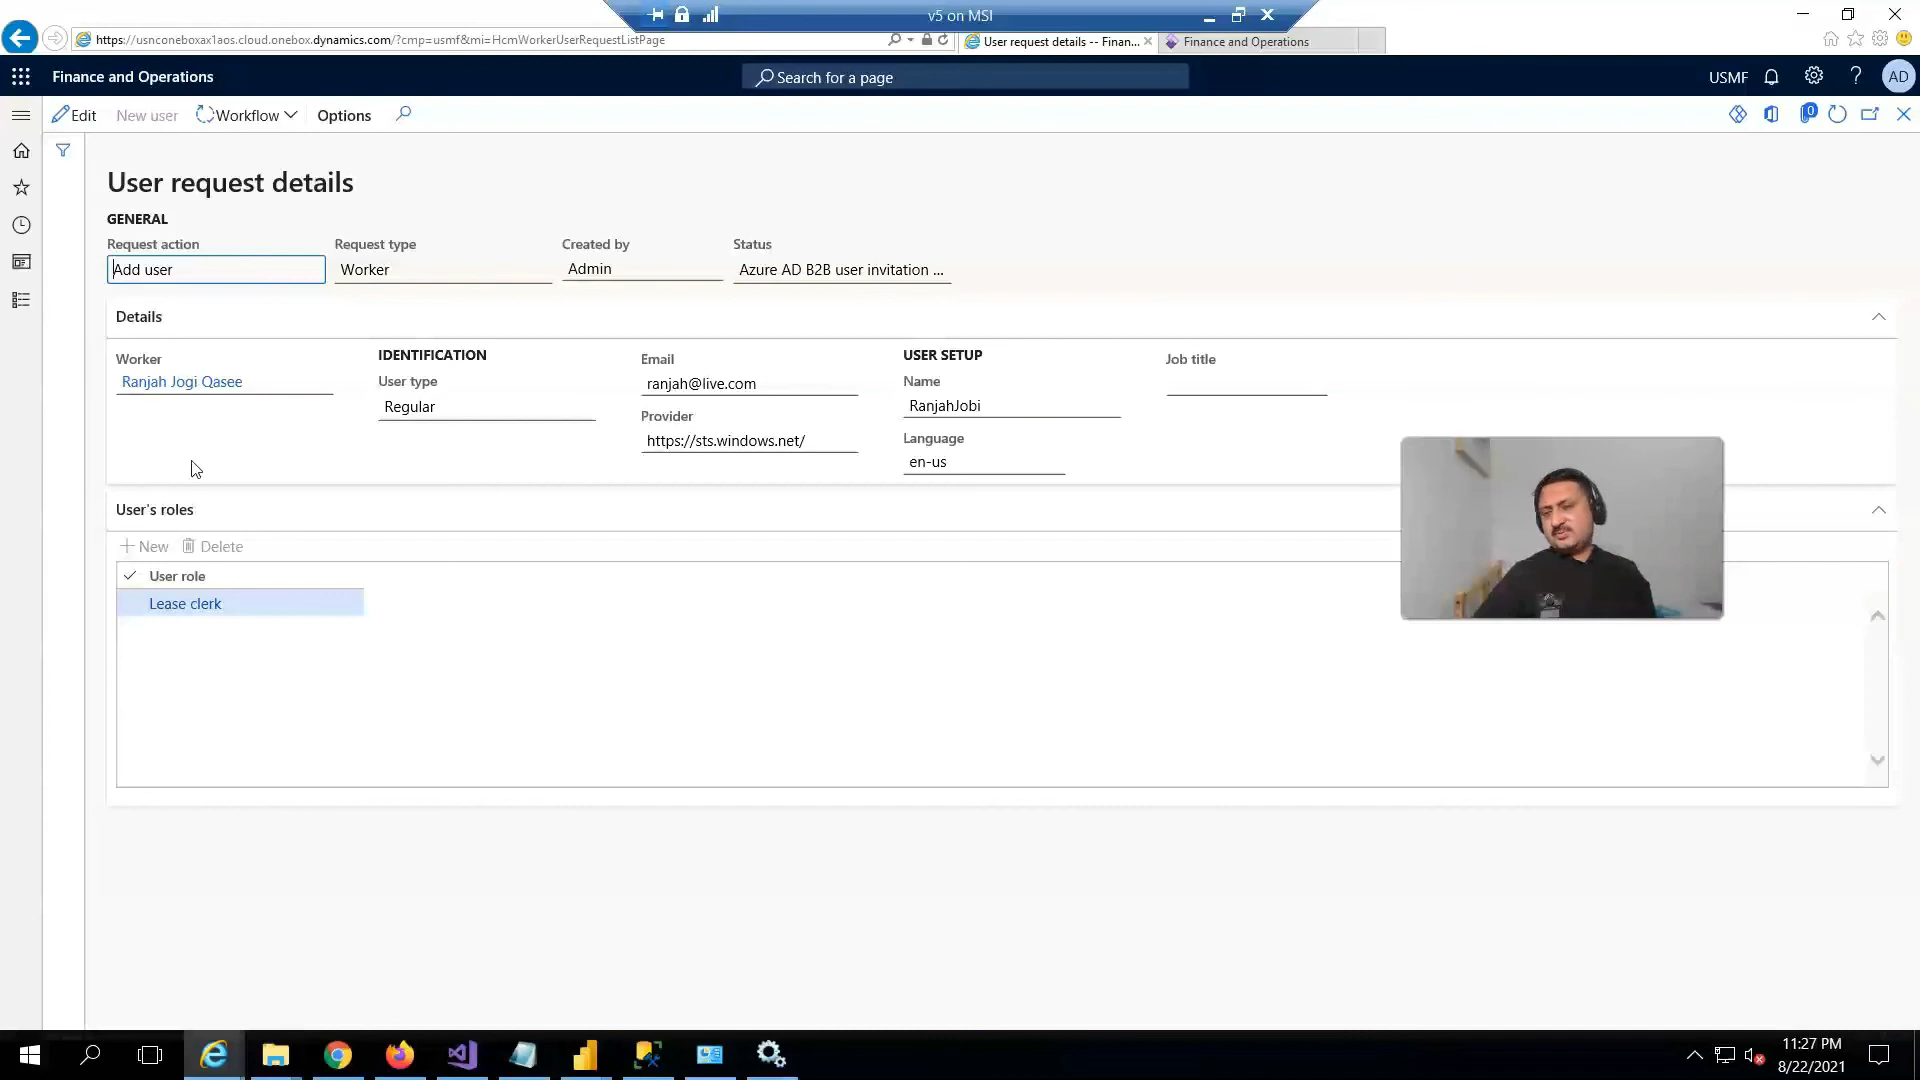 v5 on MSI
https://usnconeboxax1aos.cloud.onebox.dynamics.com/?cmp=usmf&mi=HcmWorkerUserRequestListPage
User request details -- Finan...
Finance and Operations
Finance and Operations
Search for a page
USMF
AD
Edit
New user
Workflow
Options
0
User request details
GENERAL
Request action
Request type
Created by
Status
Add user
Worker
Admin
Azure AD B2B user invitation ...
Details
Worker
Ranjah Jogi Qasee
IDENTIFICATION
User type
Regular
Email
ranjah@live.com
Provider
https://sts.windows.net/
USER SETUP
Name
RanjahJobi
Language
en-us
Job title
User's roles
New
Delete
User role
Lease clerk
11:27 PM
8/22/2021